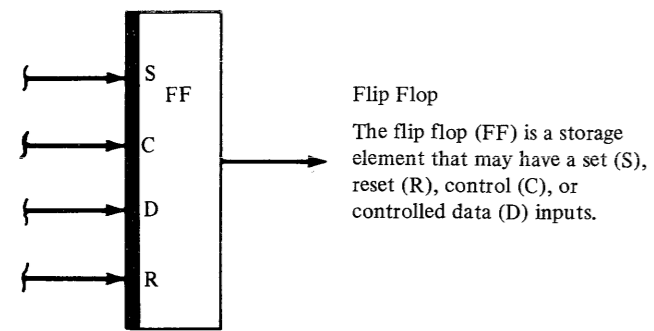 S
FF
C
D
R
Flip Flop
The flip flop (FF) is a storage
element that may have a set (S),
reset (R), control (C), or
controlled data (D) inputs.